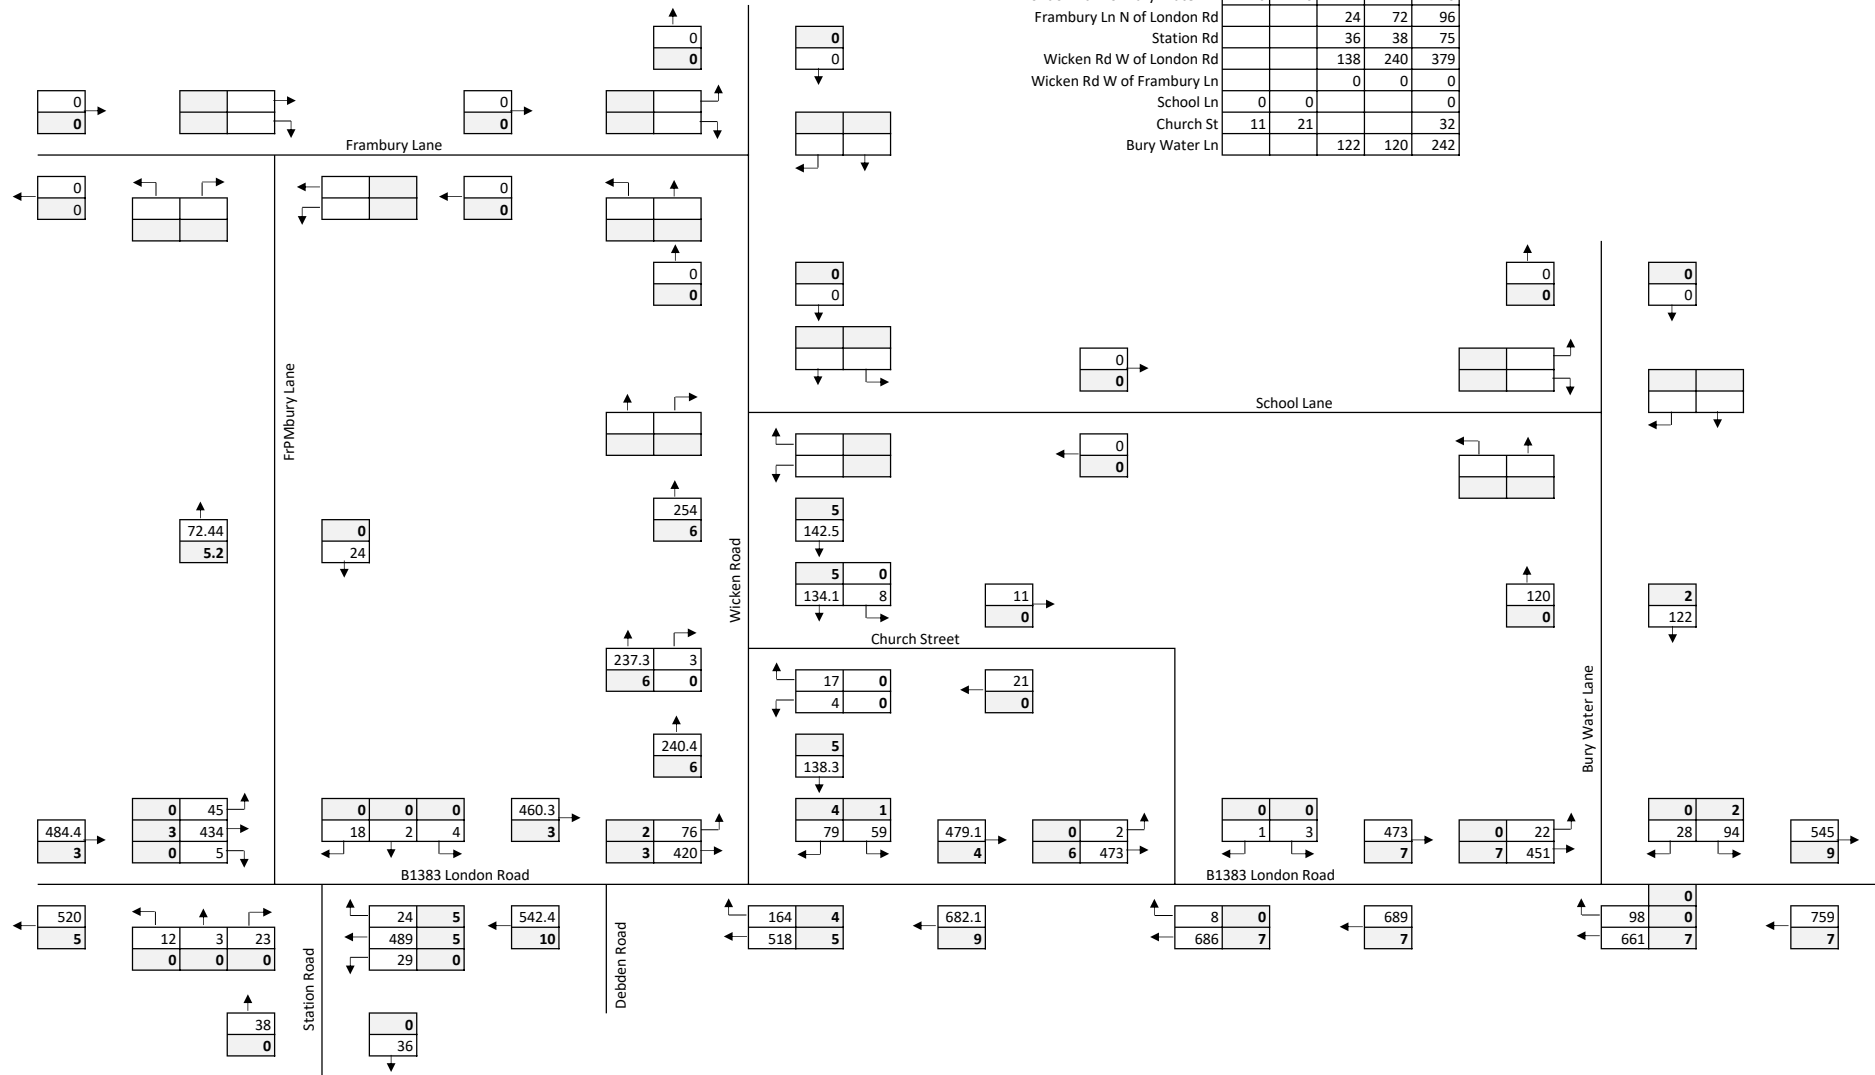 Frambury Ln N of London Rd 24 72 96
Station Rd 36 38 75
Wicken Rd W of London Rd 138 240 379
Wicken Rd W of Frambury Ln 0 0 0
School Ln 0 0 0
Church St 11 21 32
Bury Water Ln 122 120 242
0 0
0 0
0 0
0 0
Frambury Lane
0 0
0 0
0 0 0 0
0 0 0 0
FrPMbury Lane
0
0
School Lane
0
0
254 5
6 142.5
72.44 0
5.2 24
Wicken Road
5 0
134.1 8
11
0
120 2
0 122
Church Street
237.3 3
6 0
17 0
4 0
21
0
Bury Water Lane
240.4 5
6 138.3
0 45
484.4 3 434
3 0 5
0 0 0
18 2 4
460.3
3
2 76
3 420
4 1
79 59
479.1
4
0 2
6 473
0 0
1 3
473
7
0 22
7 451
0 2
28 94
545
9
B1383 London Road B1383 London Road
520
5
12 3 23
0 0 0
24 5
489 5
29 0
542.4
10
164 4
518 5
682.1
9
8 0
686 7
689
7
0
98 0
661 7
759
7
Station Road
Debden Road
38 0
0 36